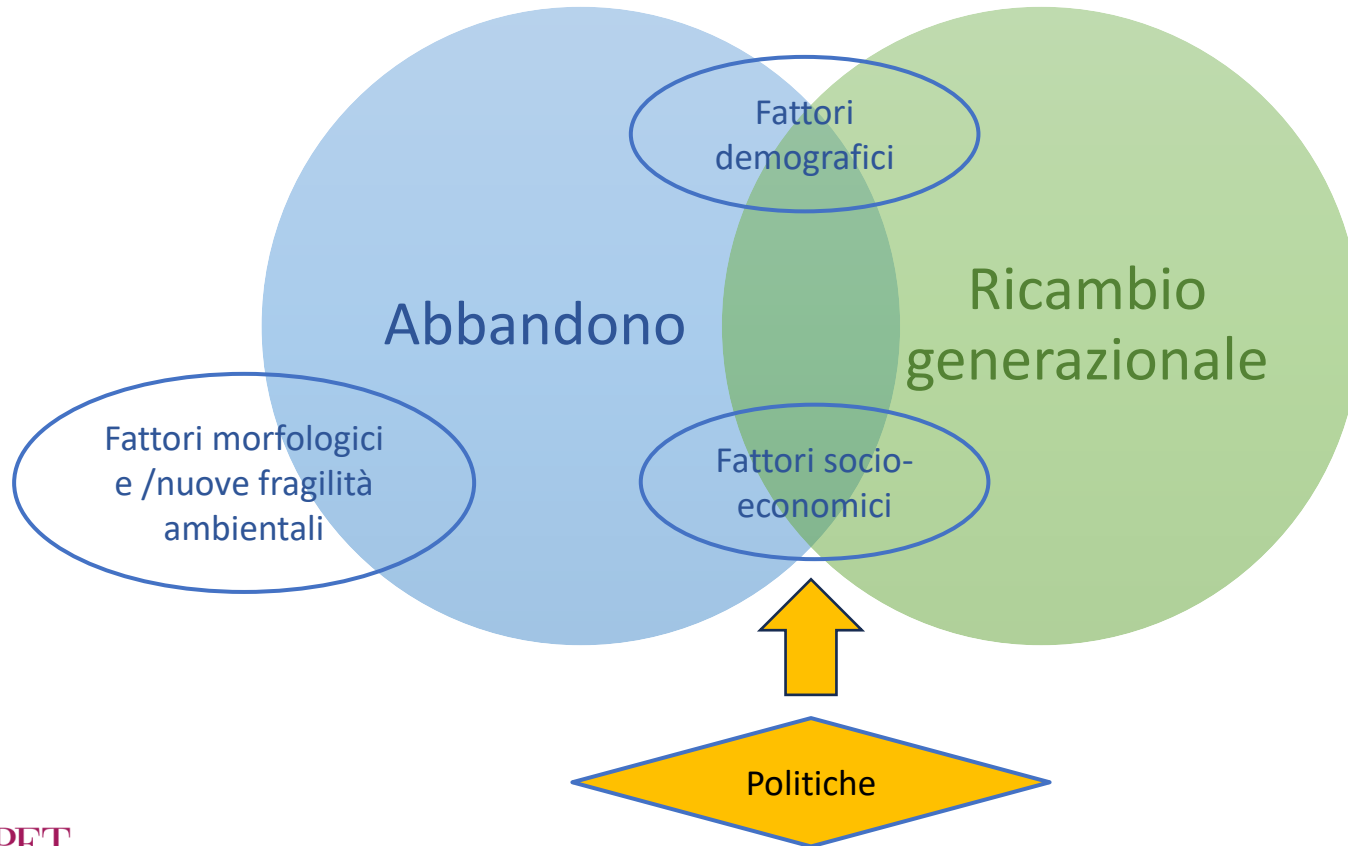 Fattori
demografici
Abbandono
Ricambio
generazionale
Fattori morfologici
e /nuove fragilità
ambientali
Fattori socio-
economici
Politiche